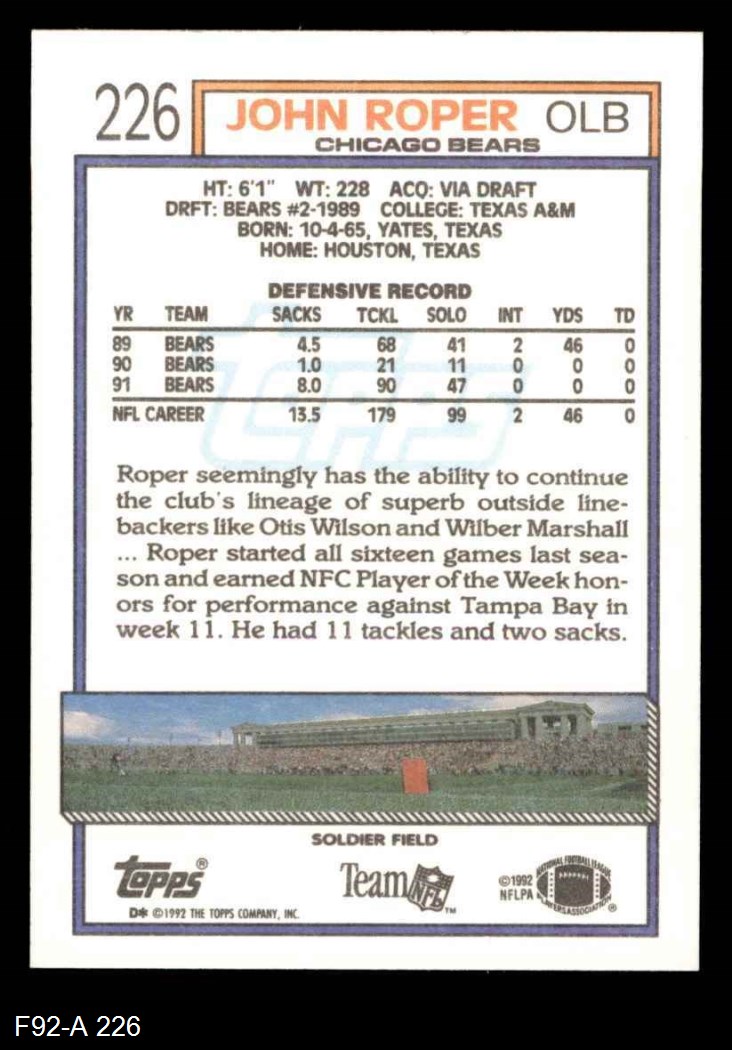 226 JOHN ROPER OLB
CHICAGO BEARS
HT: 6'1" WT: 228 ACQ: VIA DRAFT
DRFT: BEARS #2-1989 COLLEGE: TEXAS A&M
BORN: 10-4-65, YATES, TEXAS
HOME: HOUSTON, TEXAS
DEFENSIVE RECORD
YR TEAM SACKS TCKL SOLO INT YDS TD
89 BEARS 4.5 68 41 2 46 0
90 BEARS 1.0 21 11 0 0 0
91 BEARS 8.0 90 47 0 0 0
NFL CAREER 13.5 179 99 2 46 0
TOPPS
Roper seemingly has the ability to continue
the club's lineage of superb outside line-
backers like Otis Wilson and Wilber Marshall
... Roper started all sixteen games last sea-
son and earned NFC Player of the Week hon-
ors for performance against Tampa Bay in
week 11. He had 11 tackles and two sacks.
SOLDIER FIELD
topps® Team NFL™ ©1992 NFLPA NATIONAL FOOTBALL LEAGUE PLAYERS ASSOCIATION ®
D* ©1992 THE TOPPS COMPANY, INC.
F92-A 226